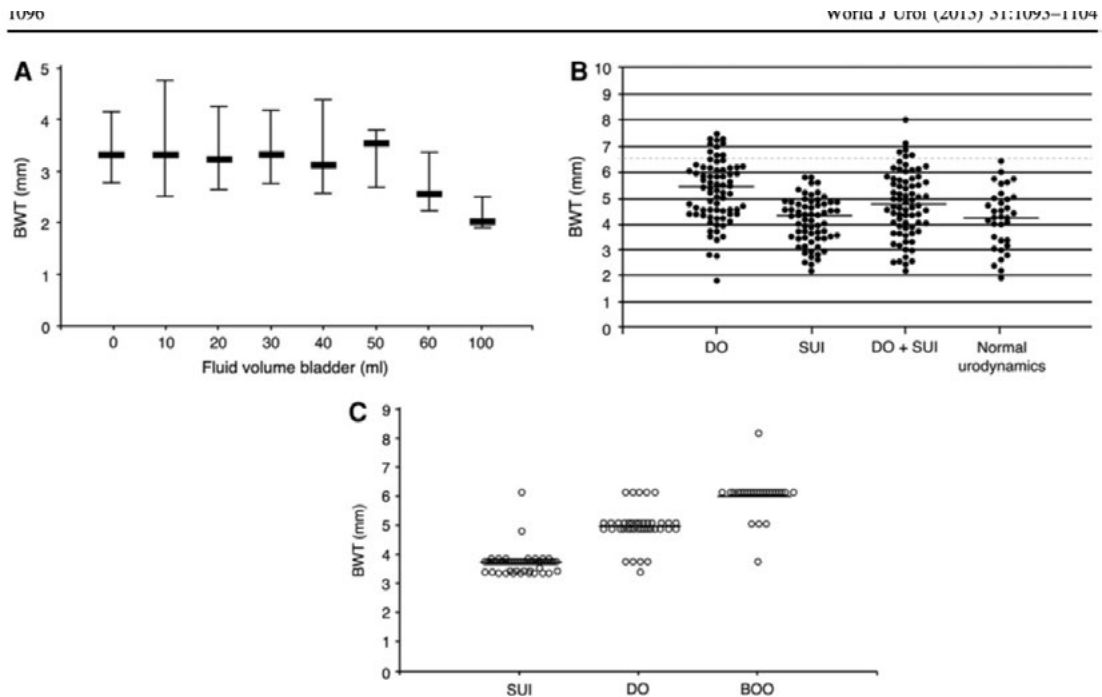 1096
World J Urol (2013) 31:1093–1104
A
5
4
3
2
1
0
BWT (mm)
0 10 20 30 40 50 60 100
Fluid volume bladder (ml)
B
10
9
8
7
6
5
4
3
2
1
0
BWT (mm)
DO SUI DO + SUI Normal
urodynamics
C
9
8
7
6
5
4
3
2
1
0
BWT (mm)
SUI DO BOO